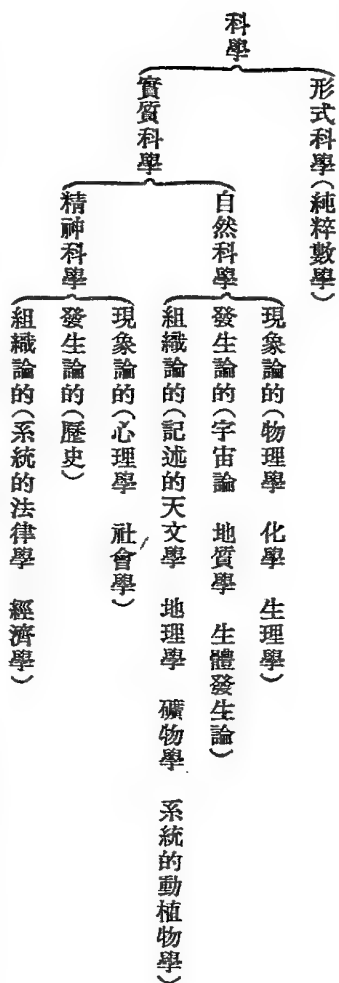 科學
形式科學(純粹數學)
實質科學
自然科學
現象論的(物理學 化學 生理學)
發生論的(宇宙論 地質學 生體發生論)
組織論的(記述的天文學 地理學 礦物學 系統的動植物學)
精神科學
現象論的(心理學 社會學)
發生論的(歷史)
組織論的(系統的法律學 經濟學)